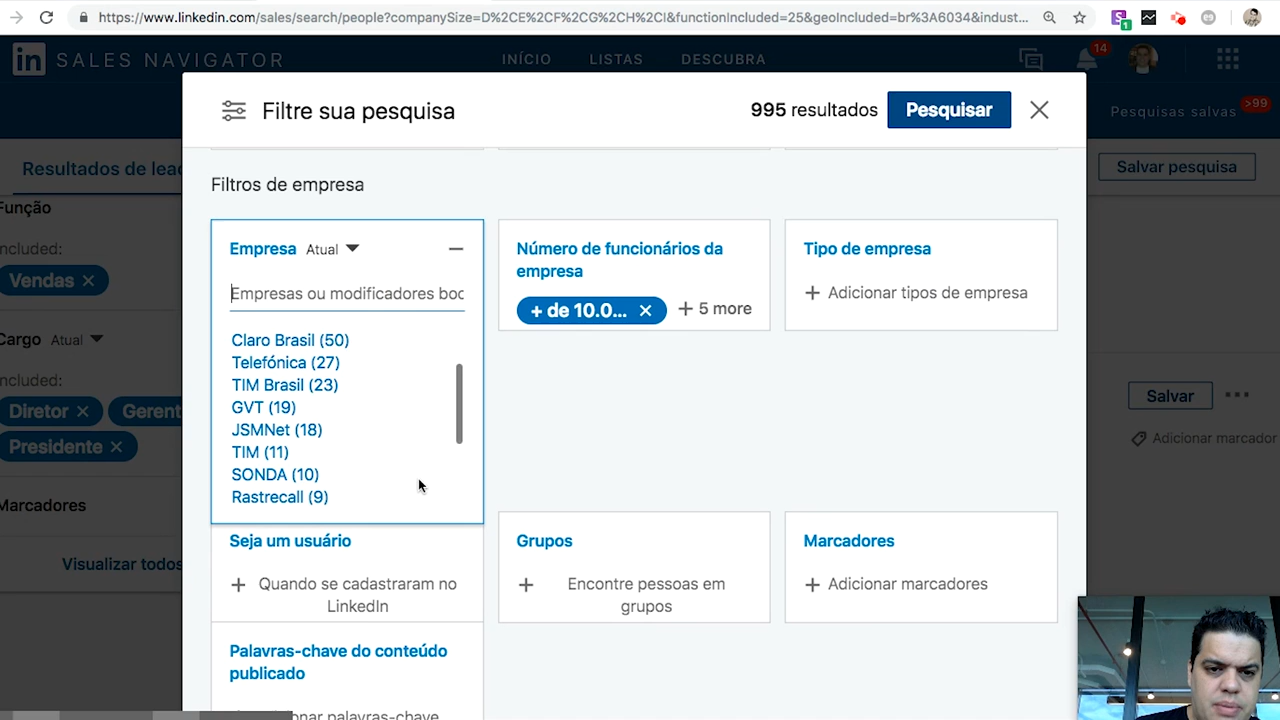 https://www.linkedin.com/sales/search/people?companySize=D%2CE%2CF%2CG%2CH%2CI&functionIncluded=25&geoIncluded=br%3A6034&indust...
1
in SALES NAVIGATOR
INÍCIO LISTAS DESCUBRA
14
Filtre sua pesquisa
995 resultados
Pesquisar
Pesquisas salvas
>99
Resultados de lead
Salvar pesquisa
Função
ncluded:
Vendas
Cargo Atual
ncluded:
Diretor
Gerent
Presidente
Marcadores
Visualizar todos
Filtros de empresa
Empresa Atual
Empresas ou modificadores boo
Claro Brasil (50)
Telefónica (27)
TIM Brasil (23)
GVT (19)
JSMNet (18)
TIM (11)
SONDA (10)
Rastrecall (9)
Número de funcionários da
empresa
+ de 10.0...
+ 5 more
Tipo de empresa
+ Adicionar tipos de empresa
Salvar
Adicionar marcador
Seja um usuário
+ Quando se cadastraram no
LinkedIn
Grupos
+ Encontre pessoas em
grupos
Marcadores
+ Adicionar marcadores
Palavras-chave do conteúdo
publicado
palavras-chave